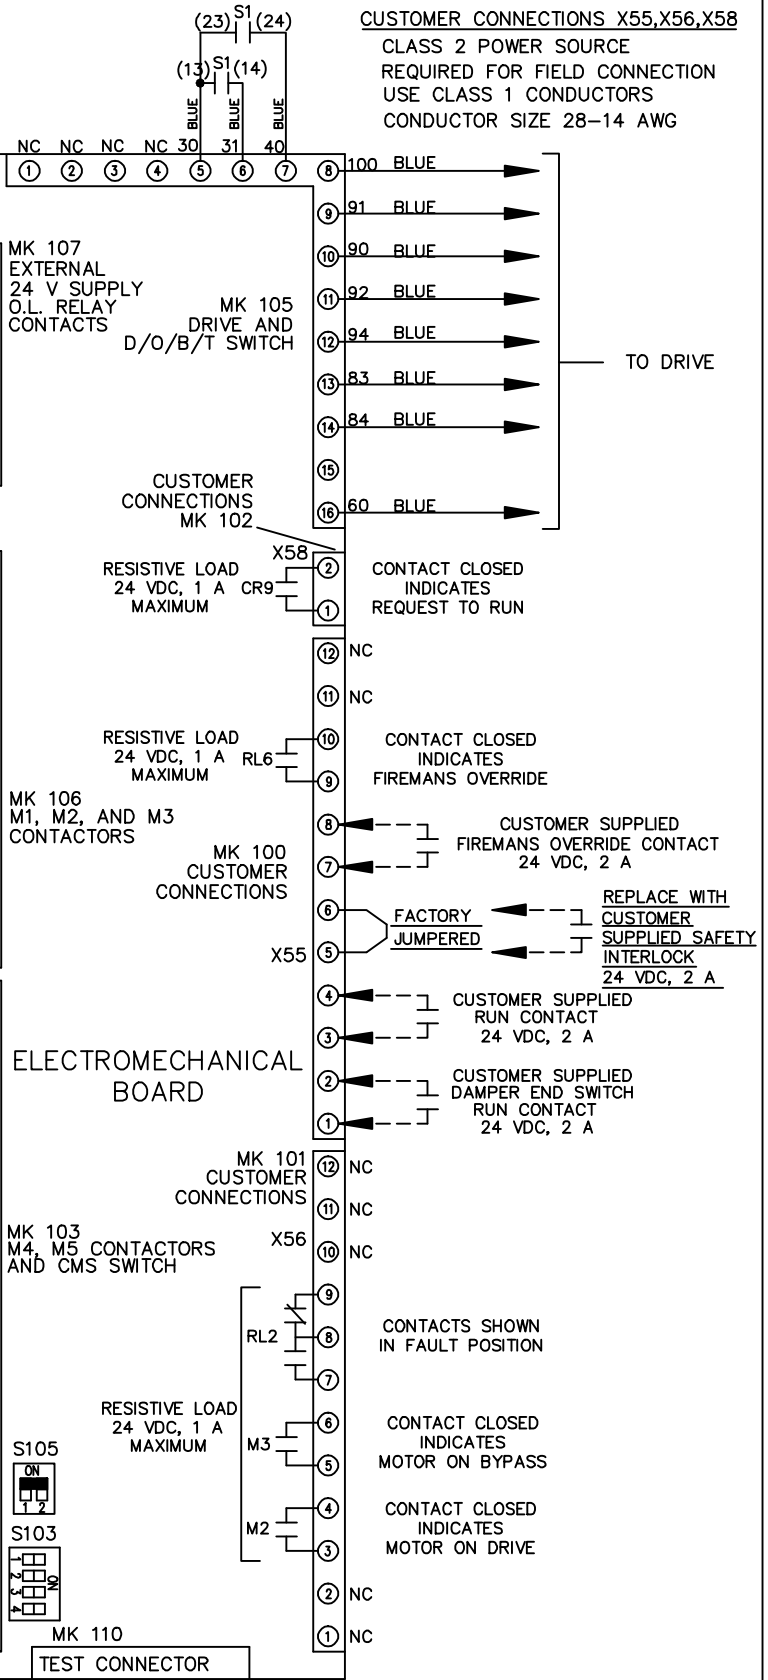 CUSTOMER CONNECTIONS X55,X56,X58
CLASS 2 POWER SOURCE
REQUIRED FOR FIELD CONNECTION
USE CLASS 1 CONDUCTORS
CONDUCTOR SIZE 28-14 AWG
(23) S1 (24)
(13) S1 (14)
BLUE BLUE BLUE
NC NC NC NC 30 31 40
1 2 3 4 5 6 7 8 100 BLUE
9 91 BLUE
10 90 BLUE
11 92 BLUE
12 94 BLUE
13 83 BLUE
14 84 BLUE
15
16 60 BLUE
TO DRIVE
MK 107
EXTERNAL
24 V SUPPLY
O.L. RELAY
CONTACTS
MK 105
DRIVE AND
D/O/B/T SWITCH
CUSTOMER
CONNECTIONS
MK 102
X58
2
1
RESISTIVE LOAD
24 VDC, 1 A
MAXIMUM
CR9
CONTACT CLOSED
INDICATES
REQUEST TO RUN
12 NC
11 NC
10
9
RESISTIVE LOAD
24 VDC, 1 A
MAXIMUM
RL6
CONTACT CLOSED
INDICATES
FIREMANS OVERRIDE
MK 106
M1, M2, AND M3
CONTACTORS
8
7
CUSTOMER SUPPLIED
FIREMANS OVERRIDE CONTACT
24 VDC, 2 A
MK 100
CUSTOMER
CONNECTIONS
6
5
X55
FACTORY
JUMPERED
REPLACE WITH
CUSTOMER
SUPPLIED SAFETY
INTERLOCK
24 VDC, 2 A
4
3
CUSTOMER SUPPLIED
RUN CONTACT
24 VDC, 2 A
ELECTROMECHANICAL
BOARD
2
1
CUSTOMER SUPPLIED
DAMPER END SWITCH
RUN CONTACT
24 VDC, 2 A
MK 101
CUSTOMER
CONNECTIONS
X56
12 NC
11 NC
10 NC
MK 103
M4, M5 CONTACTORS
AND CMS SWITCH
9
8
7
RL2
CONTACTS SHOWN
IN FAULT POSITION
RESISTIVE LOAD
24 VDC, 1 A
MAXIMUM
6
5
M3
CONTACT CLOSED
INDICATES
MOTOR ON BYPASS
4
3
M2
CONTACT CLOSED
INDICATES
MOTOR ON DRIVE
2 NC
1 NC
S105
ON
1 2
S103
1
2
3
4
ON
MK 110
TEST CONNECTOR